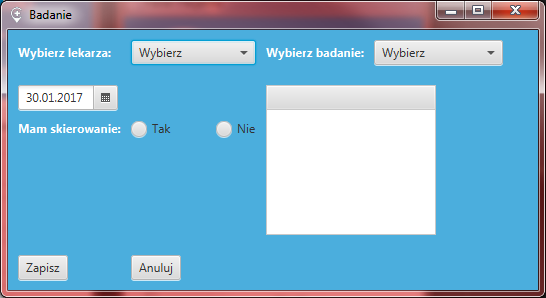 Badanie
Wybierz lekarza: Wybierz Wybierz badanie: Wybierz
30.01.2017
Mam skierowanie: Tak Nie
Zapisz Anuluj